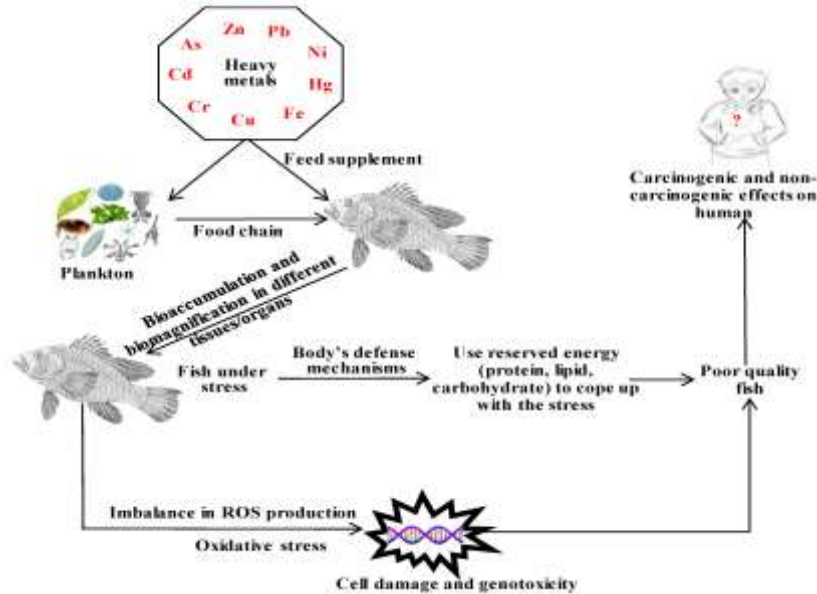 Zn
Pb
As
Ni
Heavy
metals
Cd
Hg
Cr
Cu
Fe
Feed supplement
Food chain
Plankton
?
Carcinogenic and non-
carcinogenic effects on
human
Bioaccumulation and
biomagnification in different
tissues/organs
Fish under
stress
Body's defense
mechanisms
Use reserved energy
(protein, lipid,
carbohydrate) to cope up
with the stress
Poor quality
fish
Imbalance in ROS production
Oxidative stress
Cell damage and genotoxicity